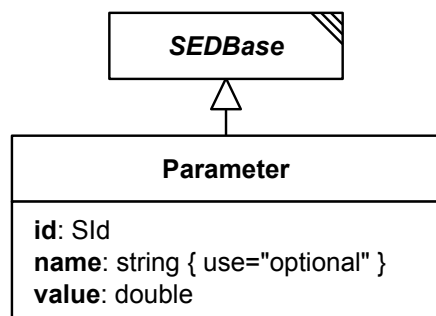 SEDBase
Parameter
id: SId
name: string { use="optional" }
value: double